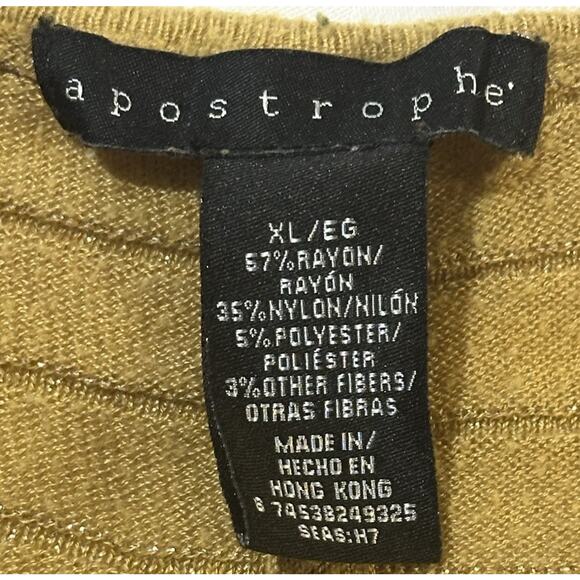 apostrophe
XL/EG
57%RAYON/
RAYÓN
35%NYLON/NILÓN
5%POLYESTER/
POLIÉSTER
3%OTHER FIBERS/
OTRAS FIBRAS
MADE IN/
HECHO EN
HONG KONG
6 74538249325
SEAS:H7